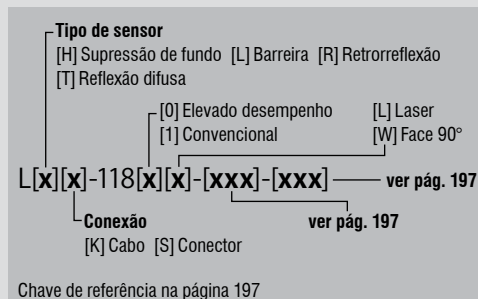 Tipo de sensor
[H] Supressão de fundo [L] Barreira [R] Retrorreflexão
[T] Reflexão difusa
[0] Elevado desempenho [L] Laser
[1] Convencional [W] Face 90°
L[x][x]-118[x][x]-[xxx]-[xxx] ver pág. 197
Conexão ver pág. 197
[K] Cabo [S] Conector
Chave de referência na página 197